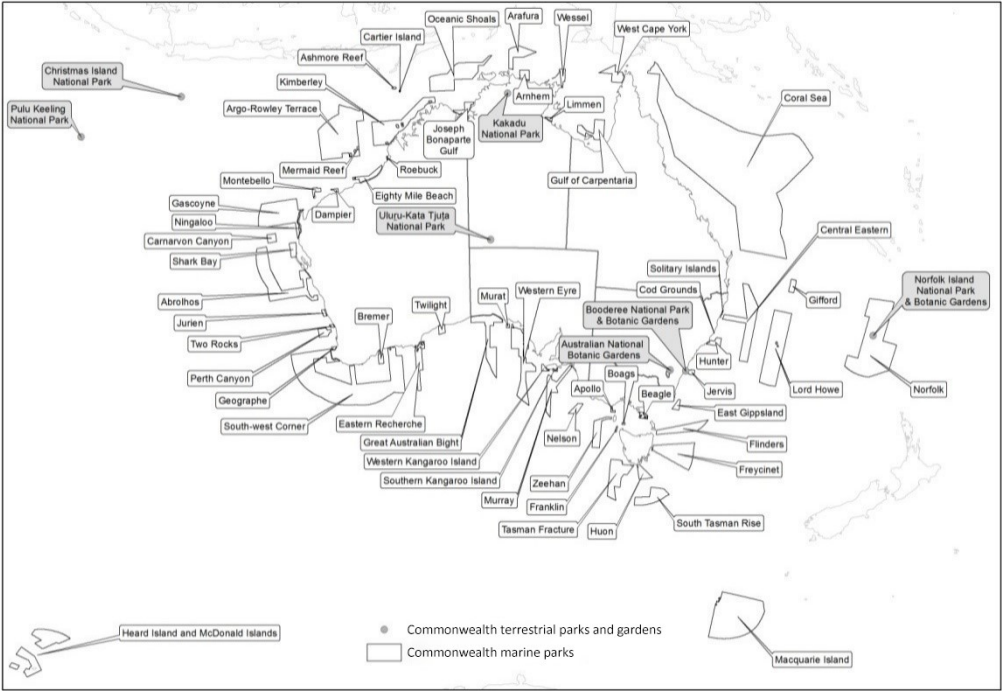 Oceanic Shoals
Arafura
Wessel
West Cape York
Cartier Island
Ashmore Reef
Christmas Island
National Park
Kimberley
Arnhem
Limmen
Coral Sea
Pulu Keeling
National Park
Argo-Rowley Terrace
Joseph
Bonaparte
Gulf
Kakadu
National Park
Mermaid Reef
Roebuck
Gulf of Carpentaria
Montebello
Eighty Mile Beach
Gascoyne
Dampier
Uluṟu-Kata Tjuṯa
National Park
Ningaloo
Carnarvon Canyon
Central Eastern
Shark Bay
Solitary Islands
Norfolk Island
National Park
& Botanic Gardens
Cod Grounds
Western Eyre
Murat
Abrolhos
Twilight
Gifford
Booderee National Park
& Botanic Gardens
Jurien
Bremer
Two Rocks
Australian National
Botanic Gardens
Hunter
Perth Canyon
Boags
Apollo
Beagle
Jervis
Lord Howe
Norfolk
Geographe
South-west Corner
Eastern Recherche
East Gippsland
Great Australian Bight
Nelson
Flinders
Western Kangaroo Island
Freycinet
Southern Kangaroo Island
Zeehan
Murray
Franklin
Tasman Fracture
Huon
South Tasman Rise
Heard Island and McDonald Islands
Commonwealth terrestrial parks and gardens
Commonwealth marine parks
Macquarie Island